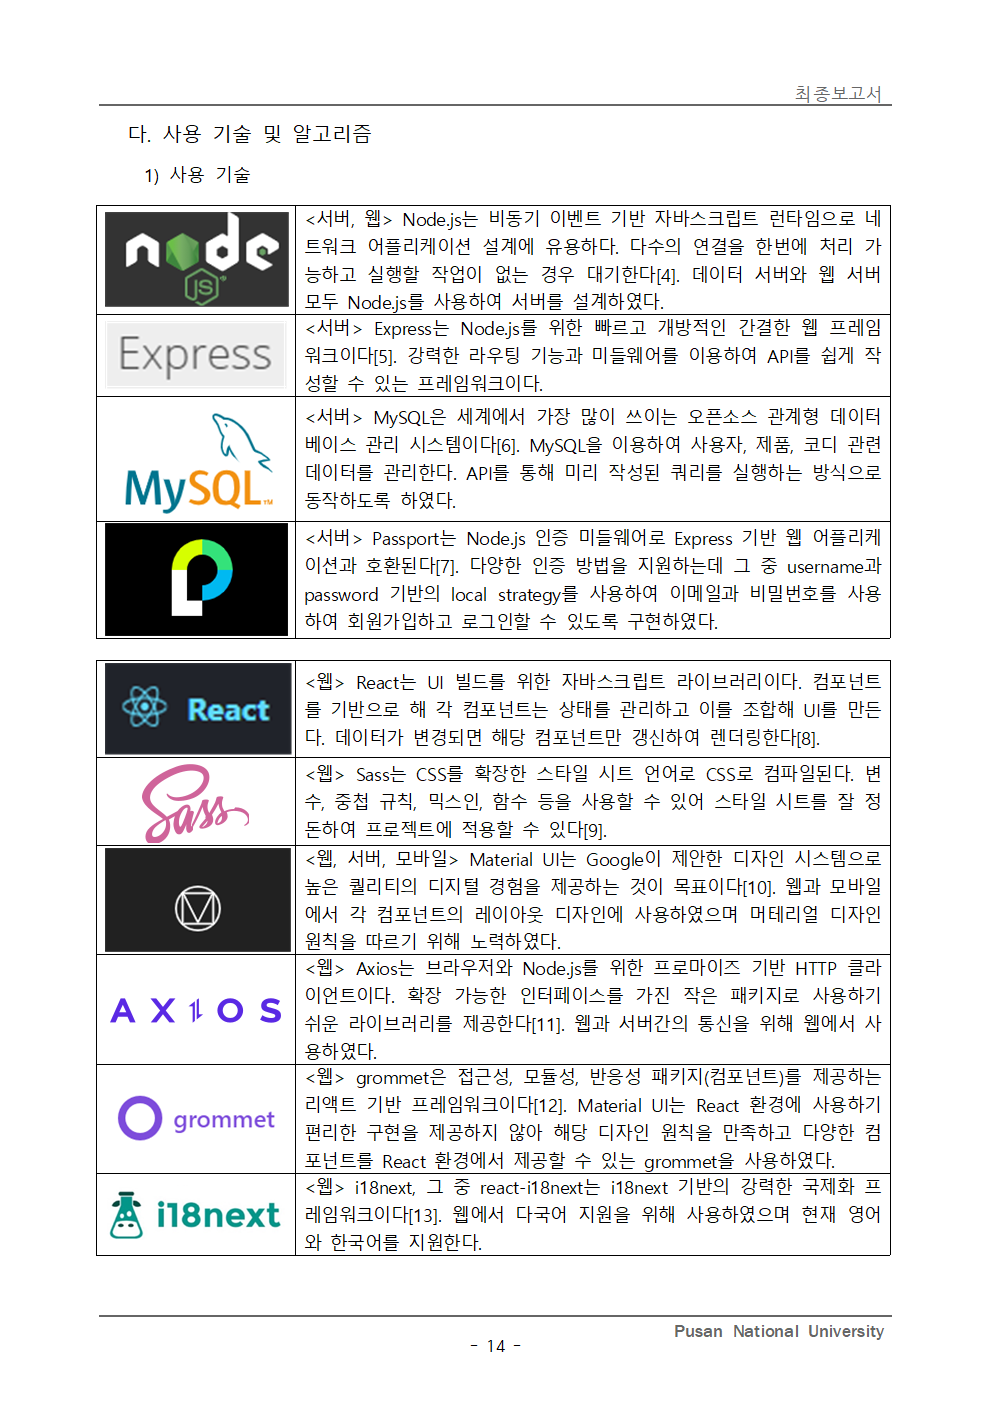 최종보고서
다. 사용 기술 및 알고리즘
1) 사용 기술
node
JS
<서버, 웹> Node.js는 비동기 이벤트 기반 자바스크립트 런타임으로 네
트워크 어플리케이션 설계에 유용하다. 다수의 연결을 한번에 처리 가
능하고 실행할 작업이 없는 경우 대기한다[4]. 데이터 서버와 웹 서버
모두 Node.js를 사용하여 서버를 설계하였다.
Express
<서버> Express는 Node.js를 위한 빠르고 개방적인 간결한 웹 프레임
워크이다[5]. 강력한 라우팅 기능과 미들웨어를 이용하여 API를 쉽게 작
성할 수 있는 프레임워크이다.
MySQL™
<서버> MySQL은 세계에서 가장 많이 쓰이는 오픈소스 관계형 데이터
베이스 관리 시스템이다[6]. MySQL을 이용하여 사용자, 제품, 코디 관련
데이터를 관리한다. API를 통해 미리 작성된 쿼리를 실행하는 방식으로
동작하도록 하였다.
<서버> Passport는 Node.js 인증 미들웨어로 Express 기반 웹 어플리케
이션과 호환된다[7]. 다양한 인증 방법을 지원하는데 그 중 username과
password 기반의 local strategy를 사용하여 이메일과 비밀번호를 사용
하여 회원가입하고 로그인할 수 있도록 구현하였다.
React
<웹> React는 UI 빌드를 위한 자바스크립트 라이브러리이다. 컴포넌트
를 기반으로 해 각 컴포넌트는 상태를 관리하고 이를 조합해 UI를 만든
다. 데이터가 변경되면 해당 컴포넌트만 갱신하여 렌더링한다[8].
Sass
<웹> Sass는 CSS를 확장한 스타일 시트 언어로 CSS로 컴파일된다. 변
수, 중첩 규칙, 믹스인, 함수 등을 사용할 수 있어 스타일 시트를 잘 정
돈하여 프로젝트에 적용할 수 있다[9].
<웹, 서버, 모바일> Material UI는 Google이 제안한 디자인 시스템으로
높은 퀄리티의 디지털 경험을 제공하는 것이 목표이다[10]. 웹과 모바일
에서 각 컴포넌트의 레이아웃 디자인에 사용하였으며 머테리얼 디자인
원칙을 따르기 위해 노력하였다.
AXIOS
<웹> Axios는 브라우저와 Node.js를 위한 프로마이즈 기반 HTTP 클라
이언트이다. 확장 가능한 인터페이스를 가진 작은 패키지로 사용하기
쉬운 라이브러리를 제공한다[11]. 웹과 서버간의 통신을 위해 웹에서 사
용하였다.
grommet
<웹> grommet은 접근성, 모듈성, 반응성 패키지(컴포넌트)를 제공하는
리액트 기반 프레임워크이다[12]. Material UI는 React 환경에 사용하기
편리한 구현을 제공하지 않아 해당 디자인 원칙을 만족하고 다양한 컴
포넌트를 React 환경에서 제공할 수 있는 grommet을 사용하였다.
i18next
<웹> i18next, 그 중 react-i18next는 i18next 기반의 강력한 국제화 프
레임워크이다[13]. 웹에서 다국어 지원을 위해 사용하였으며 현재 영어
와 한국어를 지원한다.
Pusan National University
- 14 -